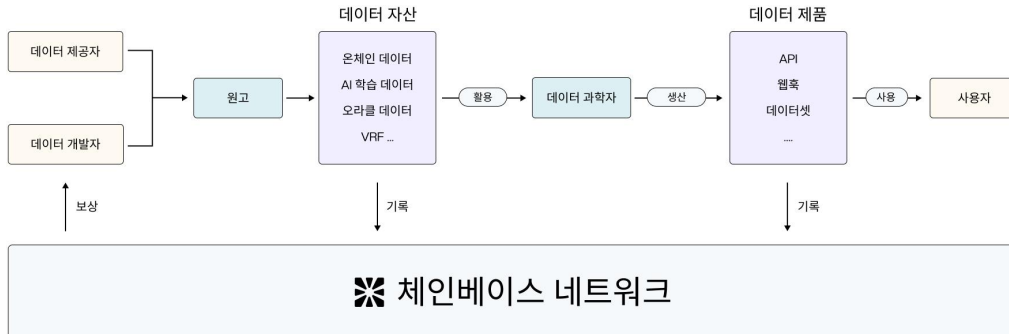 데이터 자산
데이터 제품
데이터 제공자
데이터 개발자
원고
온체인 데이터
AI 학습 데이터
오라클 데이터
VRF ...
활용
데이터 과학자
생산
API
웹훅
데이터셋
....
사용
사용자
보상
기록
기록
체인베이스 네트워크